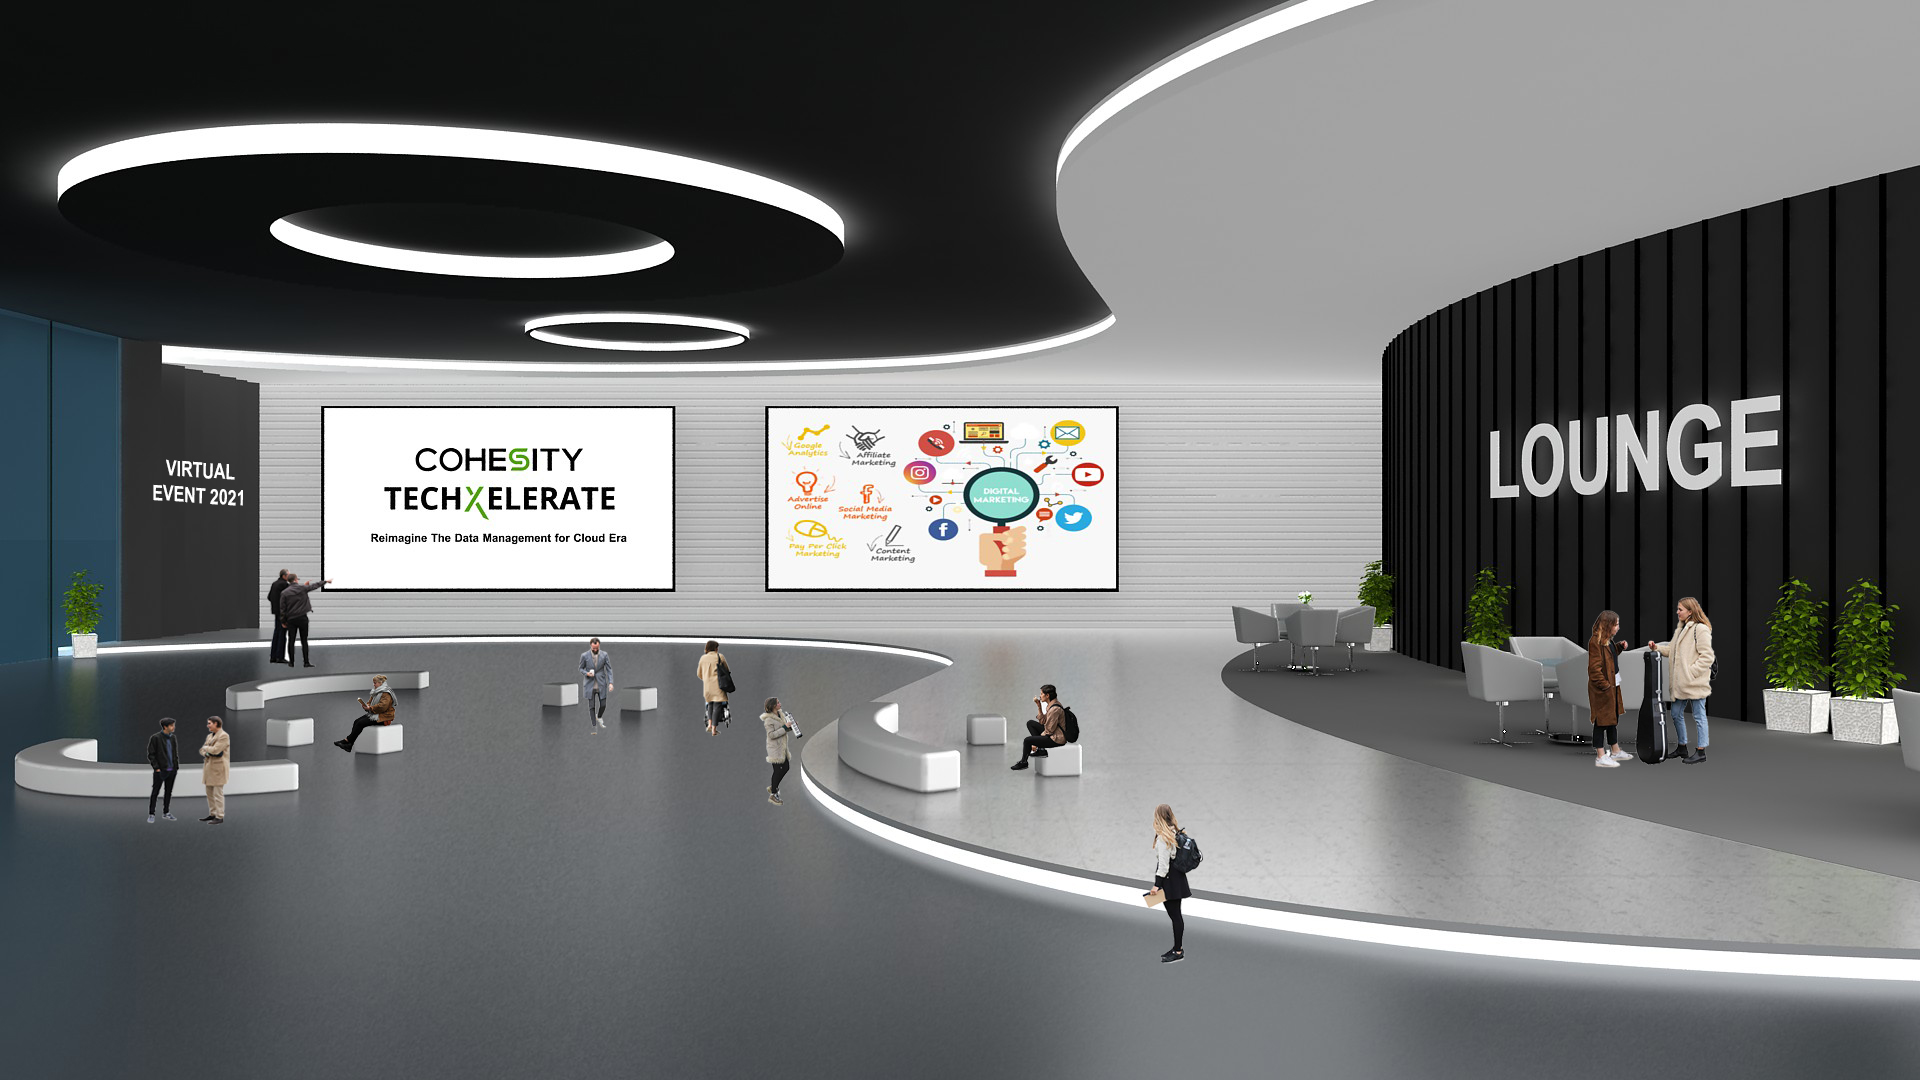 VIRTUAL
EVENT 2021
COHESITY
TECHXELERATE
Reimagine The Data Management for Cloud Era
Google
Analytics
Affiliate
Marketing
Advertise
Online
Social Media
Marketing
Pay Per Click
Marketing
Content
Marketing
DIGITAL
MARKETING
LOUNGE